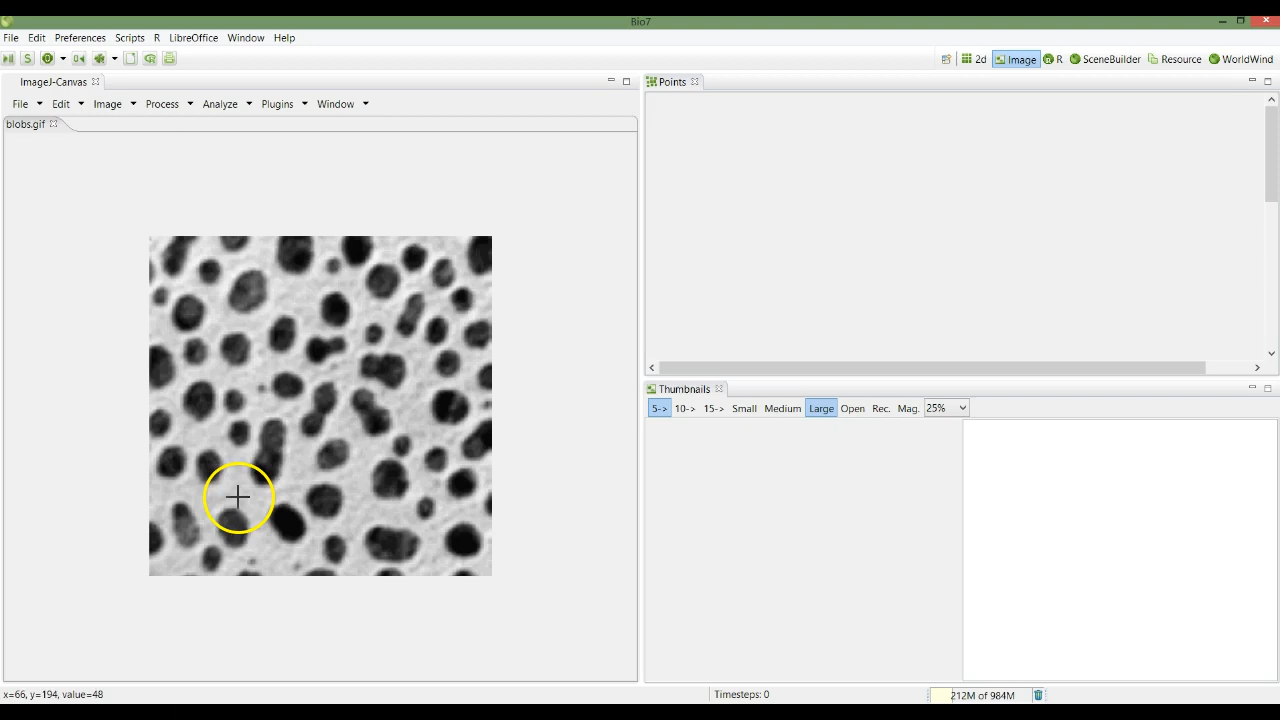 Bio7
File Edit Preferences Scripts R LibreOffice Window Help
S 2d Image R SceneBuilder Resource WorldWind
ImageJ-Canvas
File Edit Image Process Analyze Plugins Window
blobs.gif
Points
Thumbnails
5-> 10-> 15-> Small Medium Large Open Rec. Mag. 25%
x=66, y=194, value=48 Timesteps: 0 212M of 984M